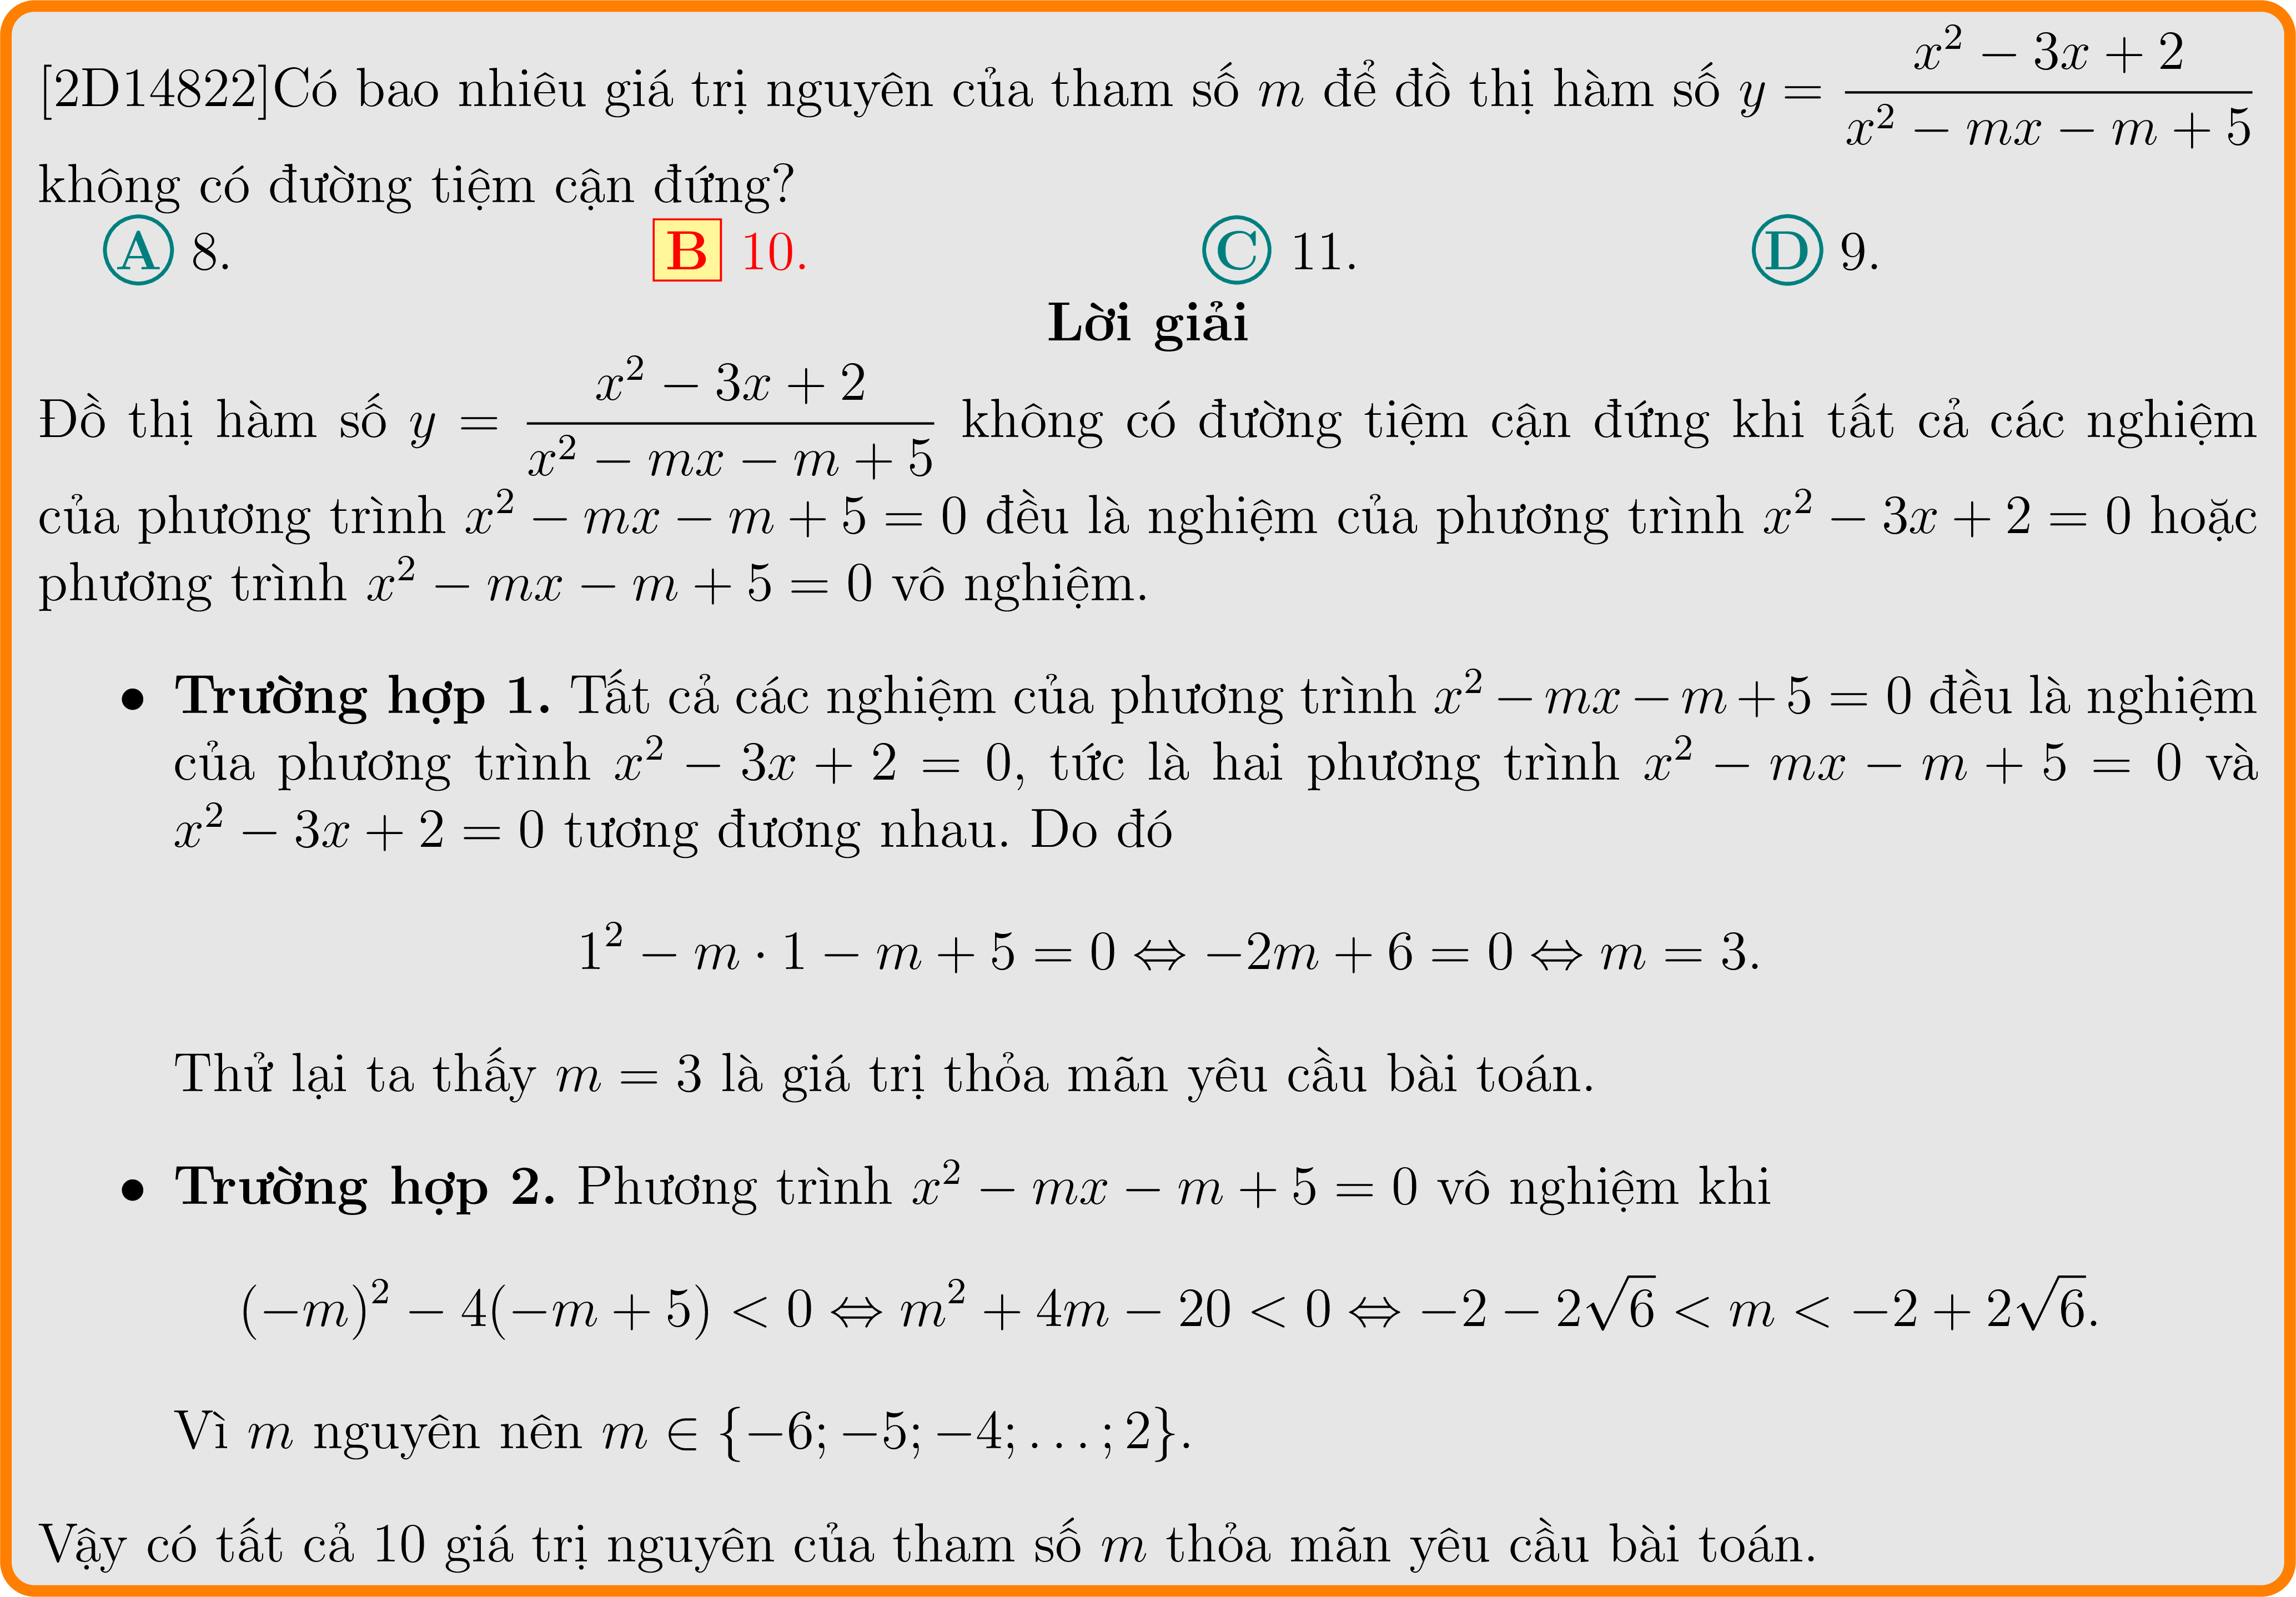 [2D14822]Có bao nhiêu giá trị nguyên của tham số m để đồ thị hàm số y = \frac{x^2 - 3x + 2}{x^2 - mx - m + 5}
không có đường tiệm cận đứng?
A 8. B 10. C 11. D 9.
Lời giải
Đồ thị hàm số y = \frac{x^2 - 3x + 2}{x^2 - mx - m + 5} không có đường tiệm cận đứng khi tất cả các nghiệm
của phương trình x^2 - mx - m + 5 = 0 đều là nghiệm của phương trình x^2 - 3x + 2 = 0 hoặc
phương trình x^2 - mx - m + 5 = 0 vô nghiệm.
• Trường hợp 1. Tất cả các nghiệm của phương trình x^2 - mx - m + 5 = 0 đều là nghiệm
của phương trình x^2 - 3x + 2 = 0, tức là hai phương trình x^2 - mx - m + 5 = 0 và
x^2 - 3x + 2 = 0 tương đương nhau. Do đó
1^2 - m · 1 - m + 5 = 0 ⇔ -2m + 6 = 0 ⇔ m = 3.
Thử lại ta thấy m = 3 là giá trị thỏa mãn yêu cầu bài toán.
• Trường hợp 2. Phương trình x^2 - mx - m + 5 = 0 vô nghiệm khi
(-m)^2 - 4(-m + 5) < 0 ⇔ m^2 + 4m - 20 < 0 ⇔ -2 - 2√6 < m < -2 + 2√6.
Vì m nguyên nên m ∈ {-6; -5; -4; . . . ; 2}.
Vậy có tất cả 10 giá trị nguyên của tham số m thỏa mãn yêu cầu bài toán.